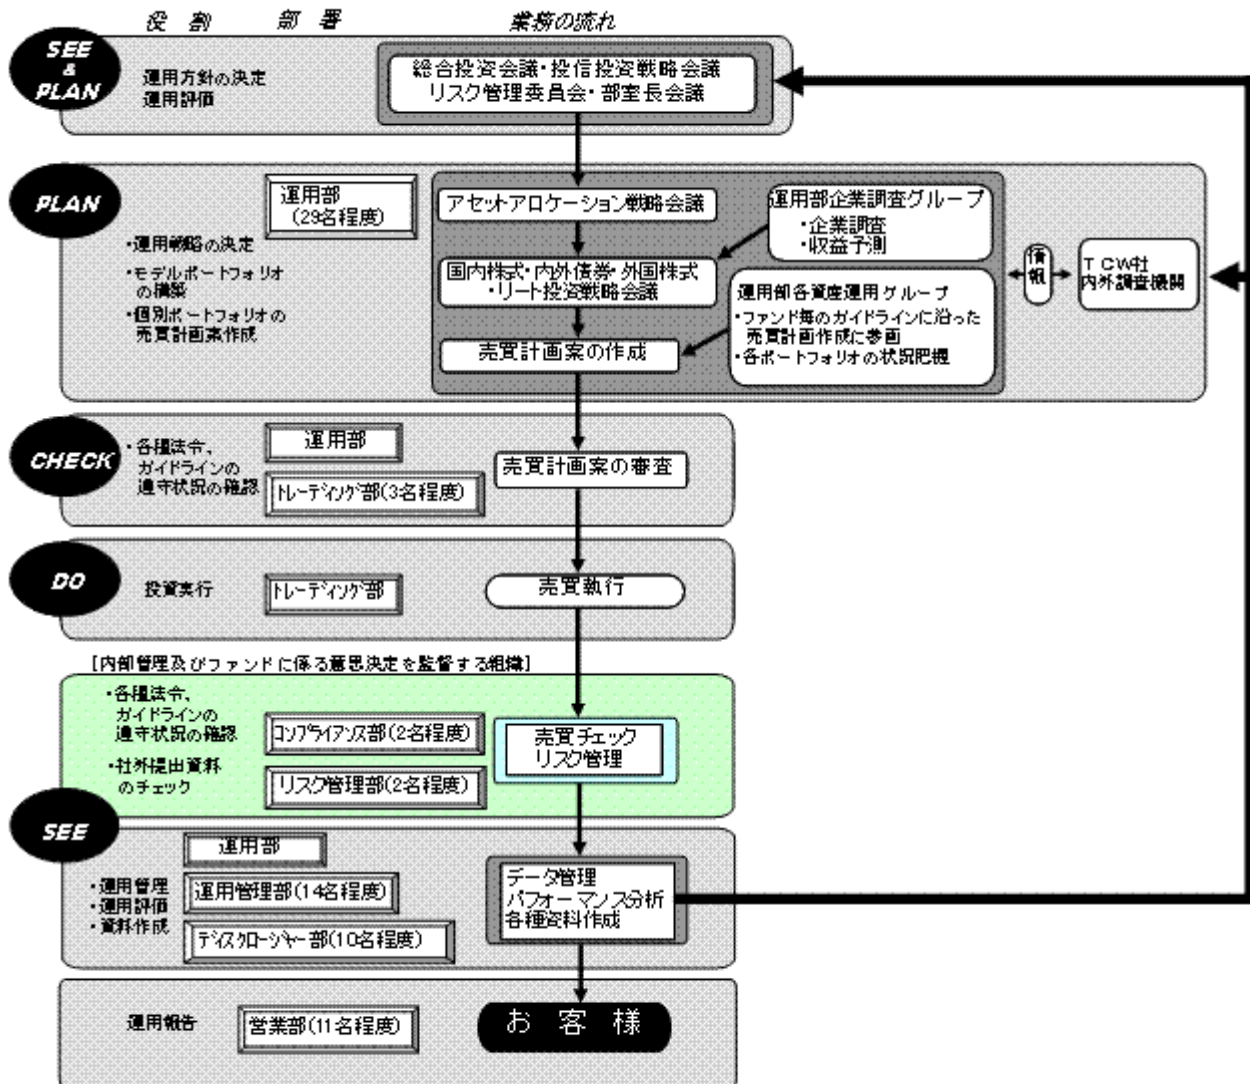 役 割
部 署
業務の流れ
SEE
&
PLAN
運用方針の決定
運用評価
総合投資会議・投信投資戦略会議
リスク管理委員会・部室長会議
PLAN
運用部
(29名程度)
・運用戦略の決定
・モデルポートフォリオ
の構築
・個別ポートフォリオの
売買計画案作成
アセットアロケーション戦略会議
国内株式・内外債券・外国株式
・リート投資戦略会議
売買計画案の作成
運用部企業調査グループ
・企業調査
・収益予測
運用部各資産運用グループ
・ファンド毎のガイドラインに沿った
売買計画作成に参画
・各ポートフォリオの状況把握
情報
TCW社
内外調査機関
CHECK
・各種法令、
ガイドラインの
遵守状況の確認
運用部
トレーディング部(3名程度)
売買計画案の審査
DO
投資実行
トレーディング部
売買執行
[内部管理及びファンドに係る意思決定を監督する組織]
・各種法令、
ガイドラインの
遵守状況の確認
・社外提出資料
のチェック
コンプライアンス部(2名程度)
リスク管理部(2名程度)
売買チェック
リスク管理
SEE
・運用管理
・運用評価
・資料作成
運用部
運用管理部(14名程度)
ディスクロージャー部(10名程度)
データ管理
パフォーマンス分析
各種資料作成
運用報告
営業部(11名程度)
お 客 様